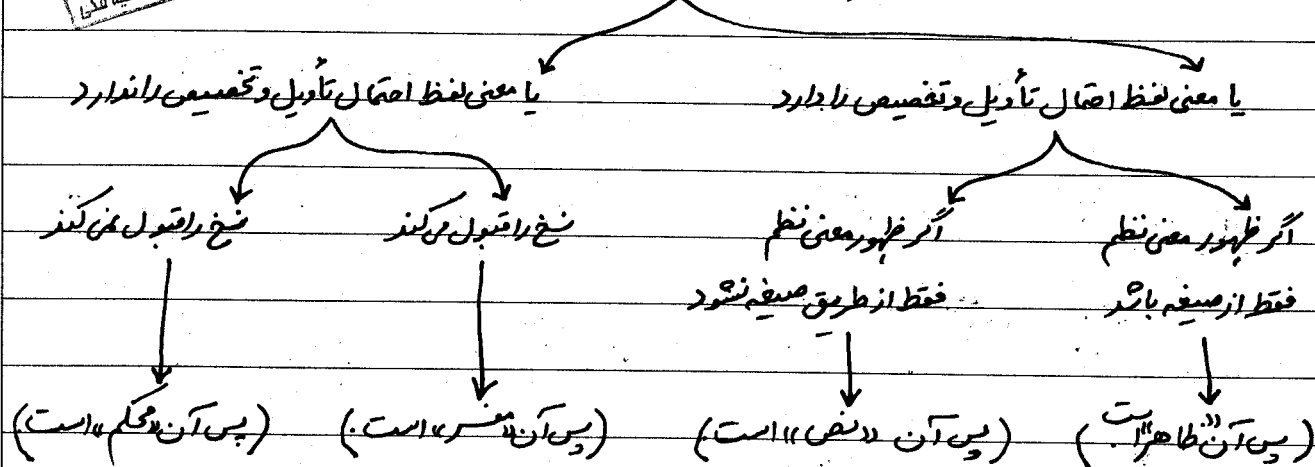 یا معنی لفظ احتمال تأویل و تخصیص را دارد
یا معنی لفظ احتمال تأویل و تخصیص را ندارد
اگر ظهور معنی نظم
فقط از صیغه باشد
اگر ظهور معنی نظم
فقط از طریق صیغه نشود
نسخ را قبول می کند
نسخ را قبول نمی کند
(پس آن «ظاهر» است)
(پس آن «نص» است)
(پس آن «مفسر» است.)
(پس آن «محکم» است)